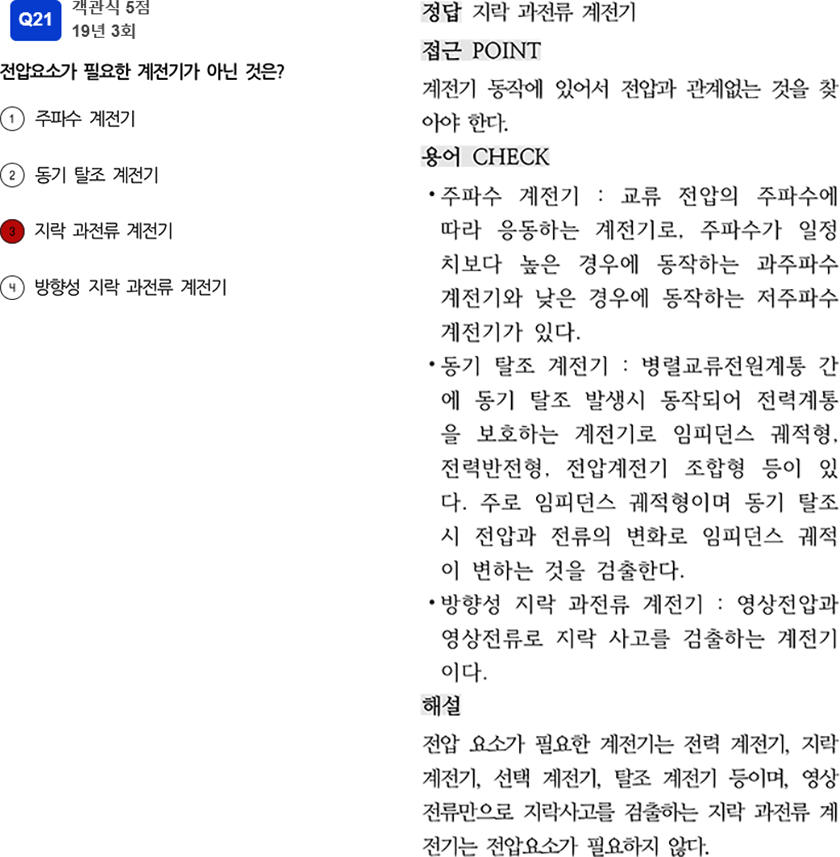 Q21
객관식 5점
19년 3회
전압요소가 필요한 계전기가 아닌 것은?
1 주파수 계전기
2 동기 탈조 계전기
3 지락 과전류 계전기
4 방향성 지락 과전류 계전기
정답 지락 과전류 계전기
접근 POINT
계전기 동작에 있어서 전압과 관계없는 것을 찾
아야 한다.
용어 CHECK
• 주파수 계전기 : 교류 전압의 주파수에
따라 응동하는 계전기로, 주파수가 일정
치보다 높은 경우에 동작하는 과주파수
계전기와 낮은 경우에 동작하는 저주파수
계전기가 있다.
• 동기 탈조 계전기 : 병렬교류전원계통 간
에 동기 탈조 발생시 동작되어 전력계통
을 보호하는 계전기로 임피던스 궤적형,
전력반전형, 전압계전기 조합형 등이 있
다. 주로 임피던스 궤적형이며 동기 탈조
시 전압과 전류의 변화로 임피던스 궤적
이 변하는 것을 검출한다.
• 방향성 지락 과전류 계전기 : 영상전압과
영상전류로 지락 사고를 검출하는 계전기
이다.
해설
전압 요소가 필요한 계전기는 전력 계전기, 지락
계전기, 선택 계전기, 탈조 계전기 등이며, 영상
전류만으로 지락사고를 검출하는 지락 과전류 계
전기는 전압요소가 필요하지 않다.